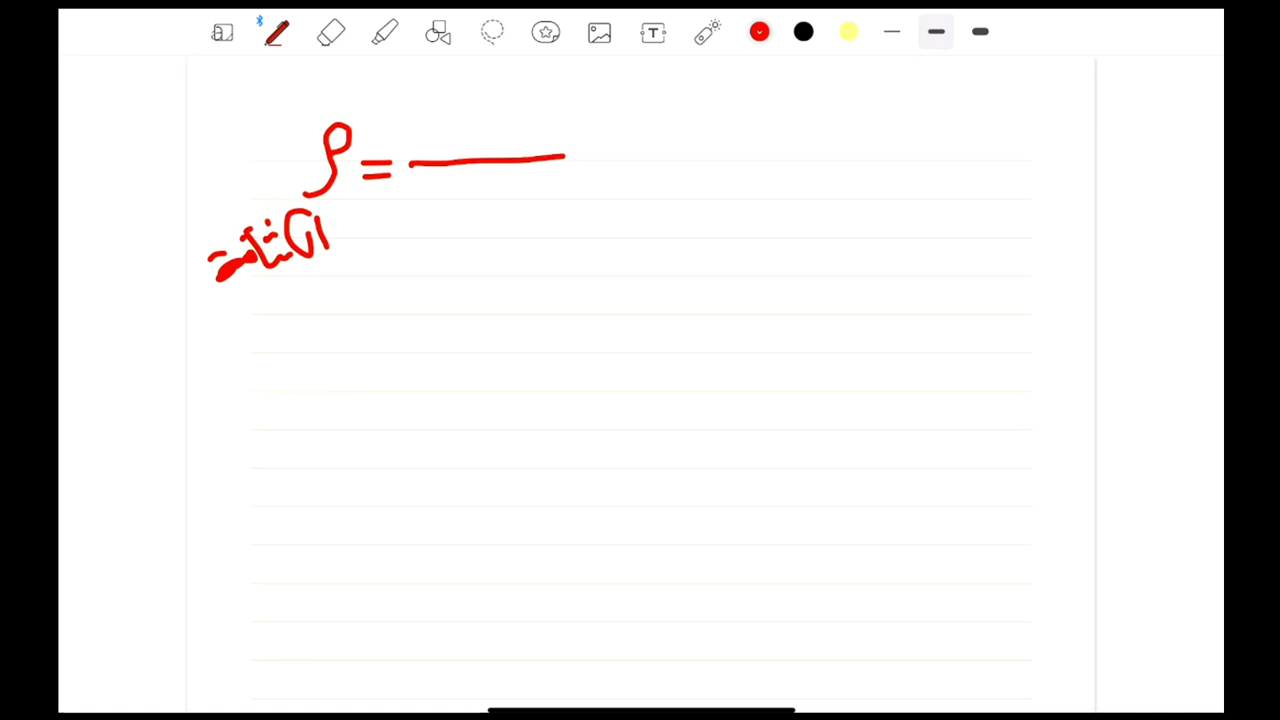 ρ = ———
الكثافة